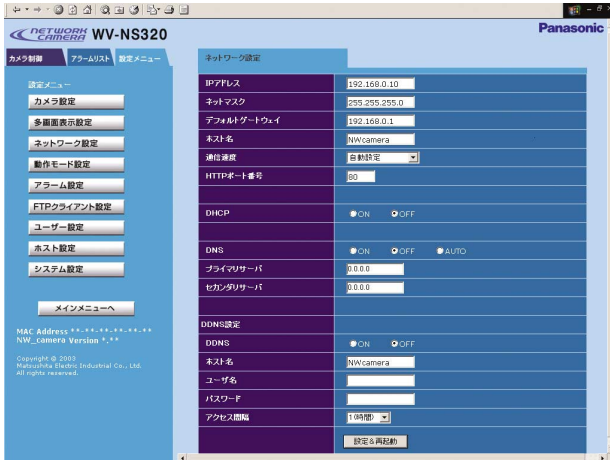 NETWORK CAMERA WV-NS320
Panasonic
カメラ制御 アラームリスト 設定メニュー
設定メニュー
カメラ設定
多画面表示設定
ネットワーク設定
動作モード設定
アラーム設定
FTPクライアント設定
ユーザー設定
ホスト設定
システム設定
メインメニューへ
MAC Address **-**-**-**-**-**
NW_camera Version *.**
Copyright © 2003
Matsushita Electric Industrial Co., Ltd.
All rights reserved.
ネットワーク設定
IPアドレス 192.168.0.10
ネットマスク 255.255.255.0
デフォルトゲートウェイ 192.168.0.1
ホスト名 NWcamera
通信速度 自動設定
HTTPポート番号 80
DHCP ON OFF
DNS ON OFF AUTO
プライマリサーバ 0.0.0.0
セカンダリサーバ 0.0.0.0
DDNS設定
DDNS ON OFF
ホスト名 NWcamera
ユーザ名
パスワード
アクセス間隔 1(時間)
設定&再起動